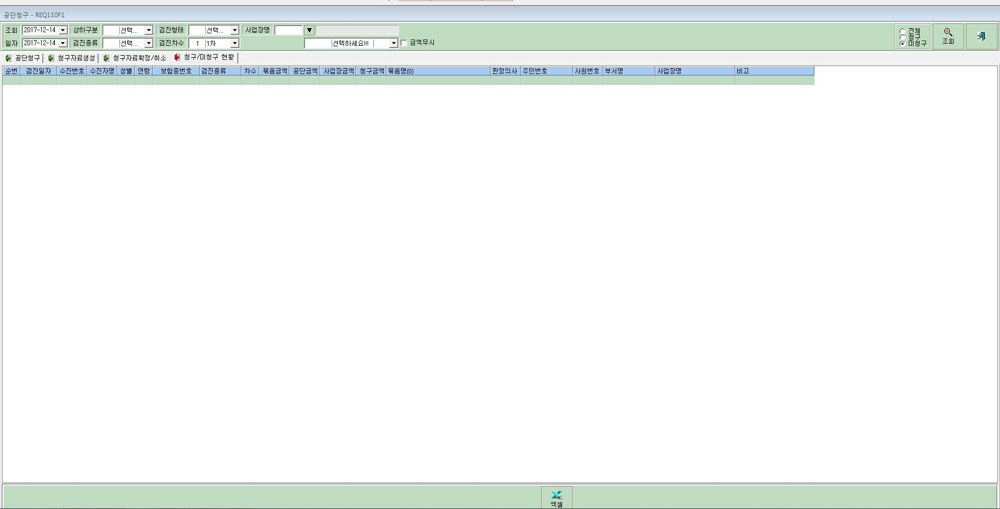 공단청구 - REQ110F1
조회 2017-12-14 상하구분 선택... 검진형태 선택... 사업장명 ▼
일자 2017-12-14 검진종류 선택... 검진차수 1 1차 선택하세요!!! 금액무시
전체
청구
미청구
조회
공단청구 청구자료생성 청구자료확정/취소 청구/미청구 현황
순번 검진일자 수진번호 수진자명 성별 연령 보험증번호 검진종류 차수 묶음금액 공단금액 사업장금액 청구금액 묶음명(0) 판정의사 주민번호 사원번호 부서명 사업장명 비고
엑셀